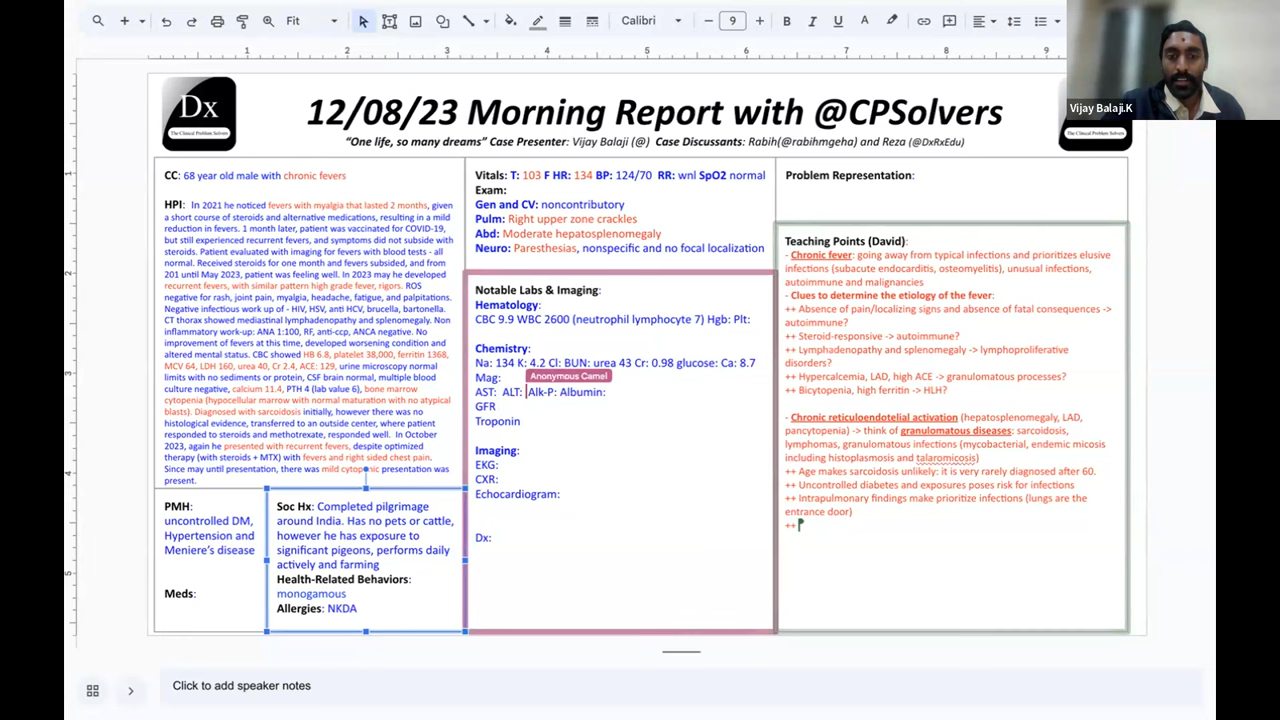 Fit
Calibri
9
B
I
U
A
1
2
3
4
5
6
7
8
9
Vijay Balaji.K
Dx
The Clinical Problem Solvers
12/08/23 Morning Report with @CPSolvers
“One life, so many dreams” Case Presenter: Vijay Balaji (@) Case Discussants: Rabih(@rabihmgeha) and Reza (@DxRxEdu)
The Clinical Problem Solvers
CC: 68 year old male with chronic fevers
HPI: In 2021 he noticed fevers with myalgia that lasted 2 months, given
a short course of steroids and alternative medications, resulting in a mild
reduction in fevers. 1 month later, patient was vaccinated for COVID-19,
but still experienced recurrent fevers, and symptoms did not subside with
steroids. Patient evaluated with imaging for fevers with blood tests - all
normal. Received steroids for one month and fevers subsided, and from
201 until May 2023, patient was feeling well. In 2023 may he developed
recurrent fevers, with similar pattern high grade fever, rigors. ROS
negative for rash, joint pain, myalgia, headache, fatigue, and palpitations.
Negative infectious work up of - HIV, HSV, anti HCV, brucella, bartonella.
CT thorax showed mediastinal lymphadenopathy and splenomegaly. Non
inflammatory work-up: ANA 1:100, RF, anti-ccp, ANCA negative. No
improvement of fevers at this time, developed worsening condition and
altered mental status. CBC showed HB 6.8, platelet 38,000, ferritin 1368,
MCV 64, LDH 160, urea 40, Cr 2.4, ACE: 129, urine microscopy normal
limits with no sediments or protein, CSF brain normal, multiple blood
culture negative, calcium 11.4, PTH 4 (lab value 6), bone marrow
cytopenia (hypocellular marrow with normal maturation with no atypical
blasts). Diagnosed with sarcoidosis initially, however there was no
histological evidence, transferred to an outside center, where patient
responded to steroids and methotrexate, responded well. In October
2023, again he presented with recurrent fevers, despite optimized
therapy (with steroids + MTX) with fevers and right sided chest pain.
Since may until presentation, there was mild cytopenic presentation was
present.
PMH:
uncontrolled DM,
Hypertension and
Meniere’s disease
Meds:
Soc Hx: Completed pilgrimage
around India. Has no pets or cattle,
however he has exposure to
significant pigeons, performs daily
actively and farming
Health-Related Behaviors:
monogamous
Allergies: NKDA
Vitals: T: 103 F HR: 134 BP: 124/70 RR: wnl SpO2 normal
Exam:
Gen and CV: noncontributory
Pulm: Right upper zone crackles
Abd: Moderate hepatosplenomegaly
Neuro: Paresthesias, nonspecific and no focal localization
Notable Labs & Imaging:
Hematology:
CBC 9.9 WBC 2600 (neutrophil lymphocyte 7) Hgb: Plt:
Chemistry:
Na: 134 K: 4.2 Cl: BUN: urea 43 Cr: 0.98 glucose: Ca: 8.7
Mag:
Anonymous Camel
AST: ALT: Alk-P: Albumin:
GFR
Troponin
Imaging:
EKG:
CXR:
Echocardiogram:
Dx:
Problem Representation:
Teaching Points (David):
- Chronic fever: going away from typical infections and prioritizes elusive
infections (subacute endocarditis, osteomyelitis), unusual infections,
autoimmune and malignancies
- Clues to determine the etiology of the fever:
++ Absence of pain/localizing signs and absence of fatal consequences ->
autoimmune?
++ Steroid-responsive -> autoimmune?
++ Lymphadenopathy and splenomegaly -> lymphoproliferative
disorders?
++ Hypercalcemia, LAD, high ACE -> granulomatous processes?
++ Bicytopenia, high ferritin -> HLH?
- Chronic reticuloendotelial activation (hepatosplenomegaly, LAD,
pancytopenia) -> think of granulomatous diseases: sarcoidosis,
lymphomas, granulomatous infections (mycobacterial, endemic micosis
including histoplasmosis and talaromicosis)
++ Age makes sarcoidosis unlikely: it is very rarely diagnosed after 60.
++ Uncontrolled diabetes and exposures poses risk for infections
++ Intrapulmonary findings make prioritize infections (lungs are the
entrance door)
++
Click to add speaker notes